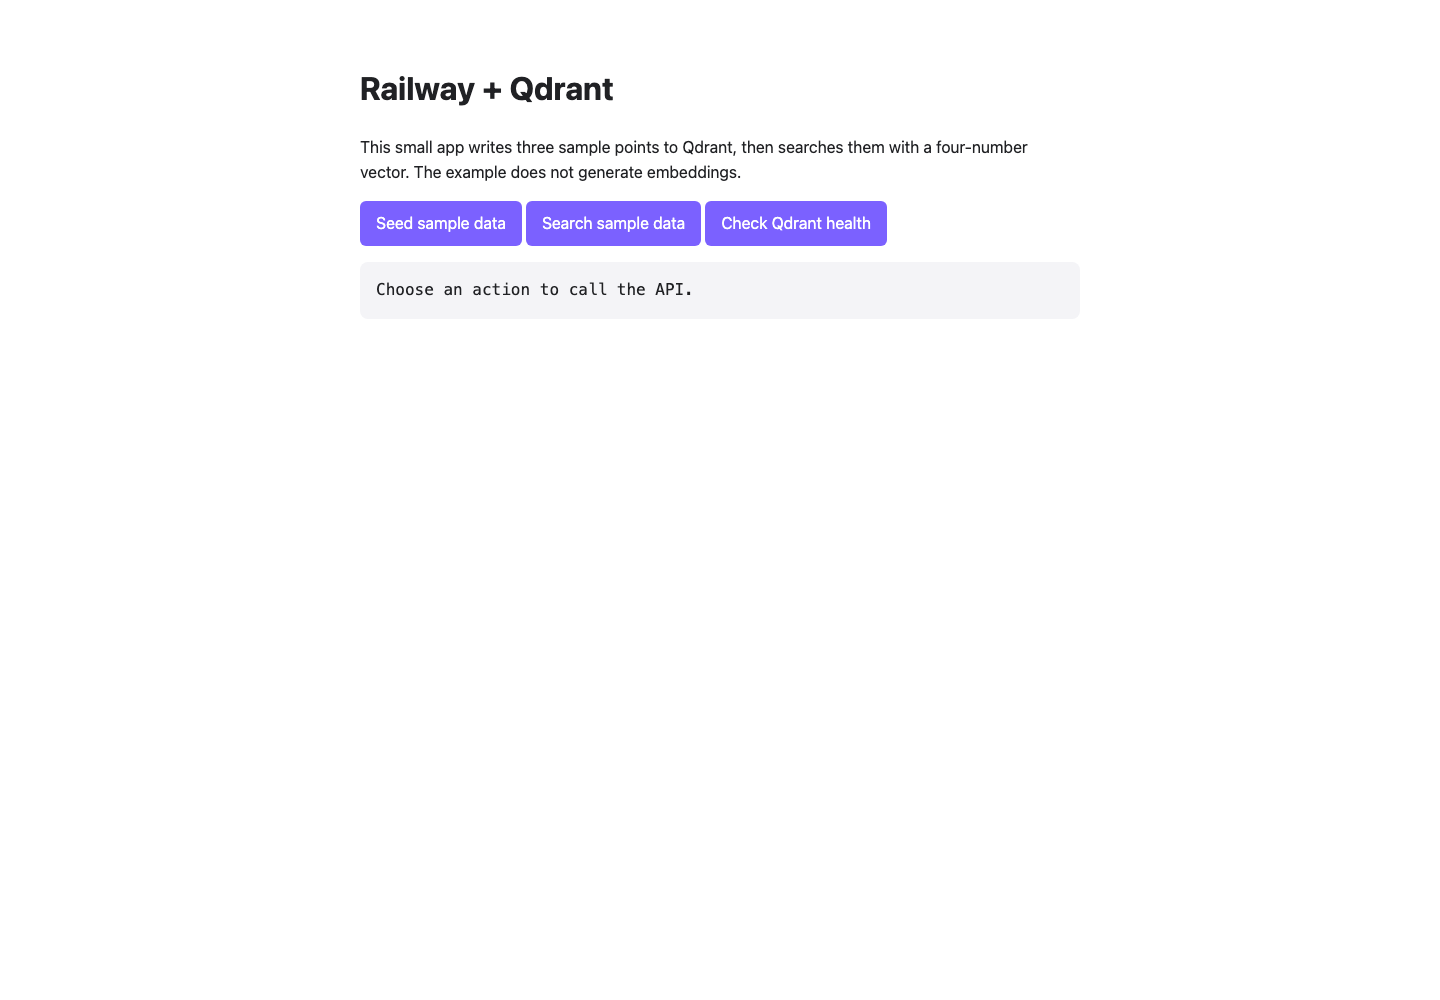 Railway + Qdrant
This small app writes three sample points to Qdrant, then searches them with a four-number
vector. The example does not generate embeddings.
Seed sample data
Search sample data
Check Qdrant health
Choose an action to call the API.